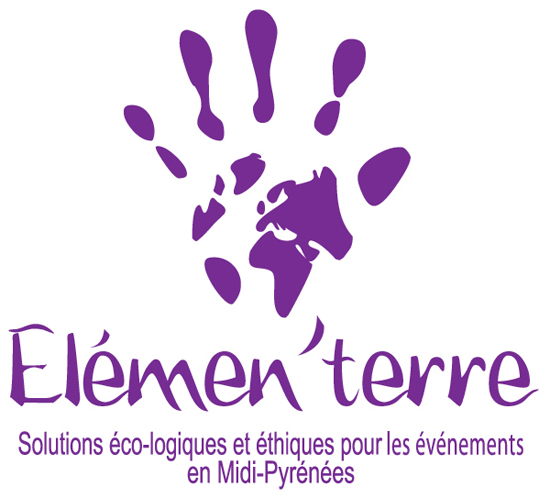 Elémen'terre
Solutions éco-logiques et éthiques pour les événements
en Midi-Pyrénées